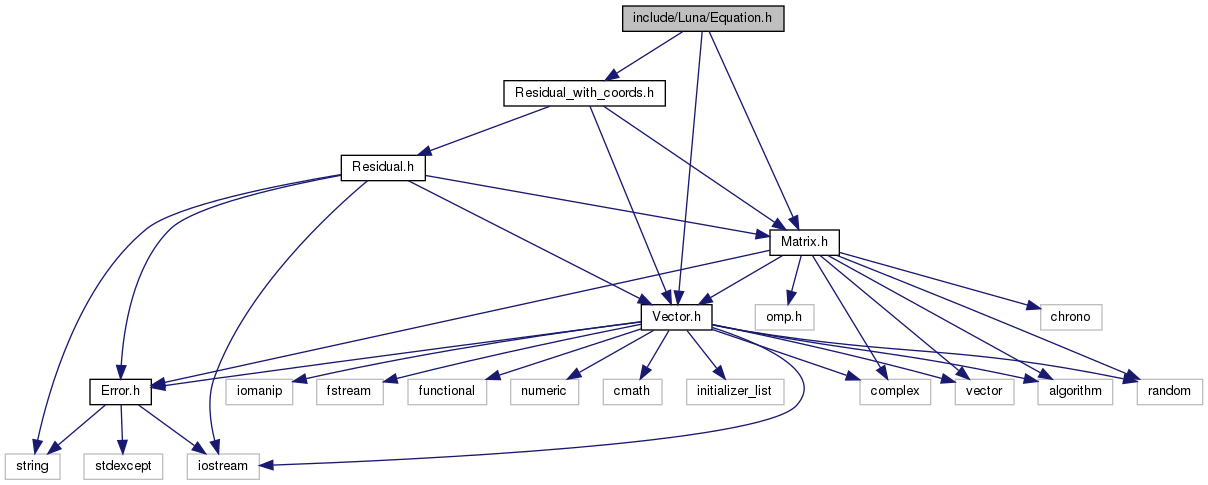 include/Luna/Equation.h
Residual_with_coords.h
Residual.h
Matrix.h
Vector.h
omp.h
chrono
Error.h
iomanip
fstream
functional
numeric
cmath
initializer_list
complex
vector
algorithm
random
string
stdexcept
iostream